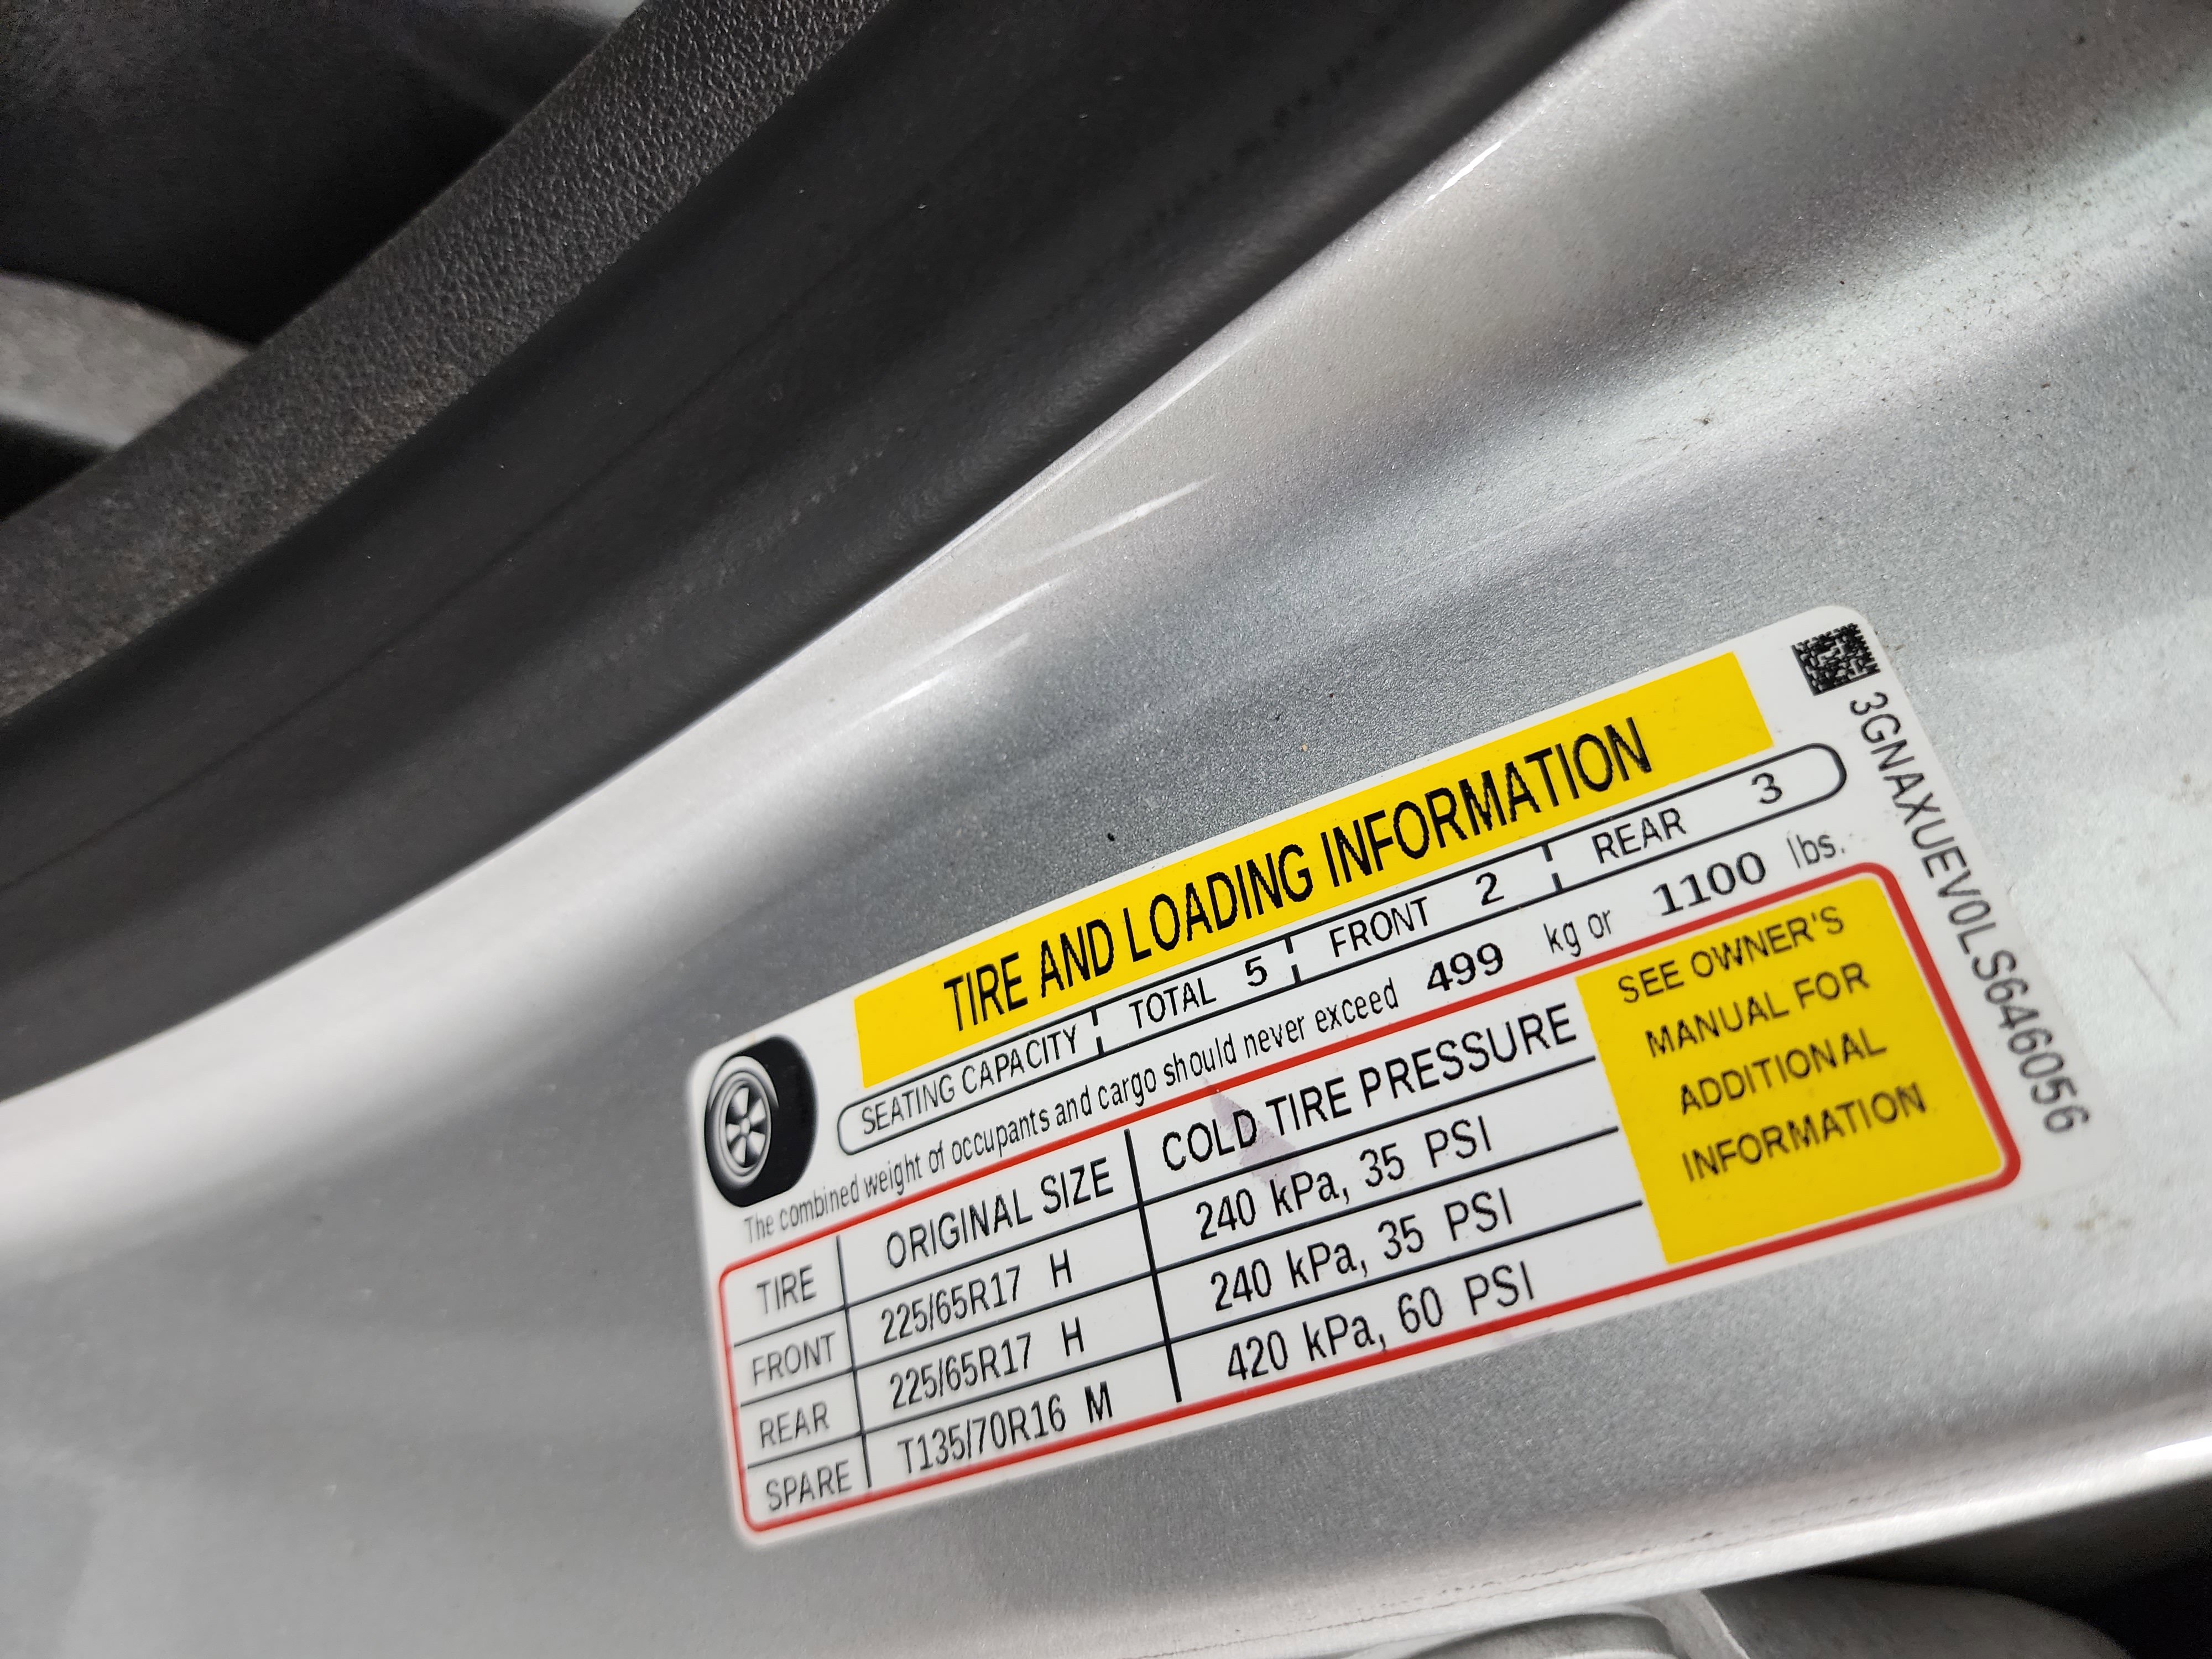 TIRE AND LOADING INFORMATION
SEATING CAPACITY TOTAL 5 FRONT 2 REAR 3
The combined weight of occupants and cargo should never exceed 499 kg or 1100 lbs.
TIRE ORIGINAL SIZE COLD TIRE PRESSURE
FRONT 225/65R17 H 240 kPa, 35 PSI
REAR 225/65R17 H 240 kPa, 35 PSI
SPARE T135/70R16 M 420 kPa, 60 PSI
SEE OWNER'S
MANUAL FOR
ADDITIONAL
INFORMATION
3GNAXUEV0LS646056